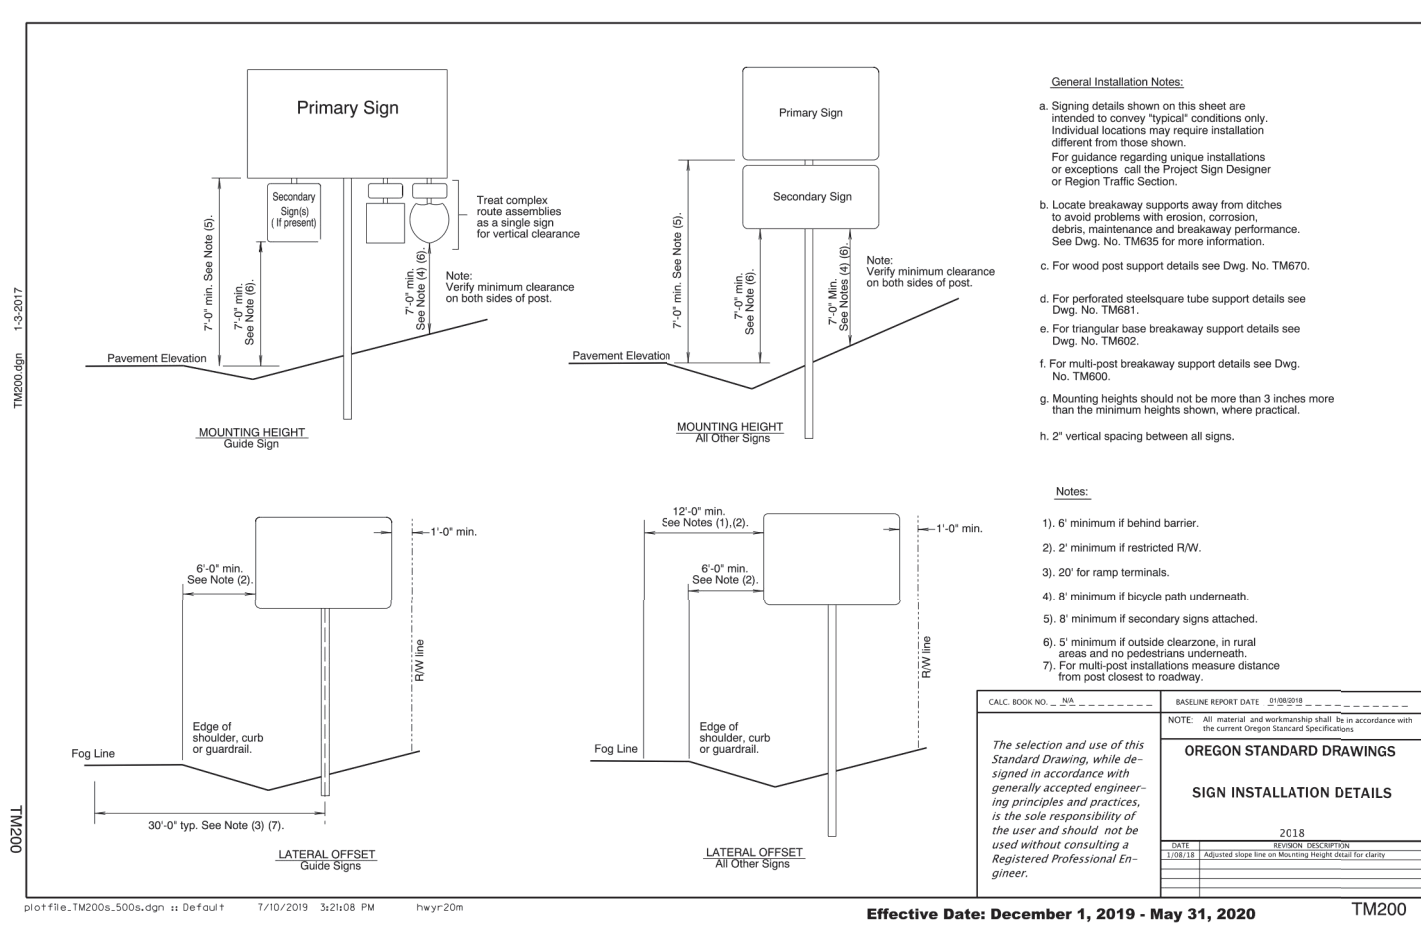 Primary Sign
Secondary
Sign(s)
( If present)
Treat complex
route assemblies
as a single sign
for vertical clearance
7'-0" min. See Note (5).
7'-0" min.
See Note (6).
7'-0" min.
See Note (4) (6).
Note:
Verify minimum clearance
on both sides of post.
Pavement Elevation
MOUNTING HEIGHT
Guide Sign
Primary Sign
Secondary Sign
7'-0" min. See Note (5).
7'-0" min.
See Note (6).
7'-0" Min.
See Notes (4) (6).
Note:
Verify minimum clearance
on both sides of post.
Pavement Elevation
MOUNTING HEIGHT
All Other Signs
General Installation Notes:
a. Signing details shown on this sheet are
intended to convey "typical" conditions only.
Individual locations may require installation
different from those shown.
For guidance regarding unique installations
or exceptions call the Project Sign Designer
or Region Traffic Section.
b. Locate breakaway supports away from ditches
to avoid problems with erosion, corrosion,
debris, maintenance and breakaway performance.
See Dwg. No. TM635 for more information.
c. For wood post support details see Dwg. No. TM670.
d. For perforated steelsquare tube support details see
Dwg. No. TM681.
e. For triangular base breakaway support details see
Dwg. No. TM602.
f. For multi-post breakaway support details see Dwg.
No. TM600.
g. Mounting heights should not be more than 3 inches more
than the minimum heights shown, where practical.
h. 2" vertical spacing between all signs.
1'-0" min.
6'-0" min.
See Note (2).
R/W line
Edge of
shoulder, curb
or guardrail.
Fog Line
30'-0" typ. See Note (3) (7).
LATERAL OFFSET
Guide Signs
12'-0" min.
See Notes (1),(2).
1'-0" min.
6'-0" min.
See Note (2).
R/W line
Edge of
shoulder, curb
or guardrail.
Fog Line
LATERAL OFFSET
All Other Signs
Notes:
1). 6' minimum if behind barrier.
2). 2' minimum if restricted R/W.
3). 20' for ramp terminals.
4). 8' minimum if bicycle path underneath.
5). 8' minimum if secondary signs attached.
6). 5' minimum if outside clearzone, in rural
areas and no pedestrians underneath.
7). For multi-post installations measure distance
from post closest to roadway.
CALC. BOOK NO. N/A
BASELINE REPORT DATE 01/08/2018
The selection and use of this
Standard Drawing, while de-
signed in accordance with
generally accepted engineer-
ing principles and practices,
is the sole responsibility of
the user and should not be
used without consulting a
Registered Professional En-
gineer.
NOTE: All material and workmanship shall be in accordance with
the current Oregon Standard Specifications
OREGON STANDARD DRAWINGS
SIGN INSTALLATION DETAILS
2018
DATE REVISION DESCRIPTION
1/08/18 Adjusted slope line on Mounting Height detail for clarity
TM200.dgn 1-3-2017
TM200
plotfile_TM200s_500s.dgn :: Default 7/10/2019 3:21:08 PM hwyr20m
Effective Date: December 1, 2019 - May 31, 2020
TM200